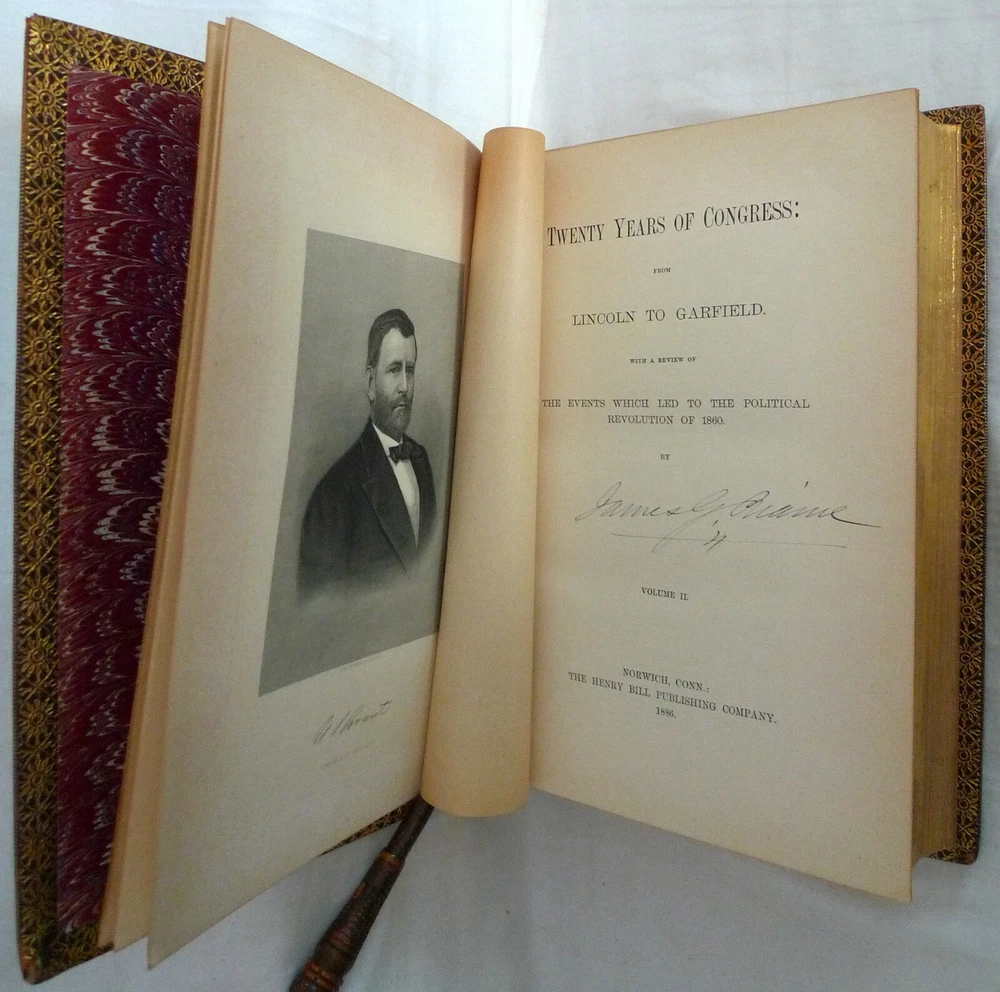 U.S. Grant
TWENTY YEARS OF CONGRESS:
FROM
LINCOLN TO GARFIELD.
WITH A REVIEW OF
THE EVENTS WHICH LED TO THE POLITICAL
REVOLUTION OF 1860.
BY
James G. Blaine
VOLUME II.
NORWICH, CONN.:
THE HENRY BILL PUBLISHING COMPANY.
1886.